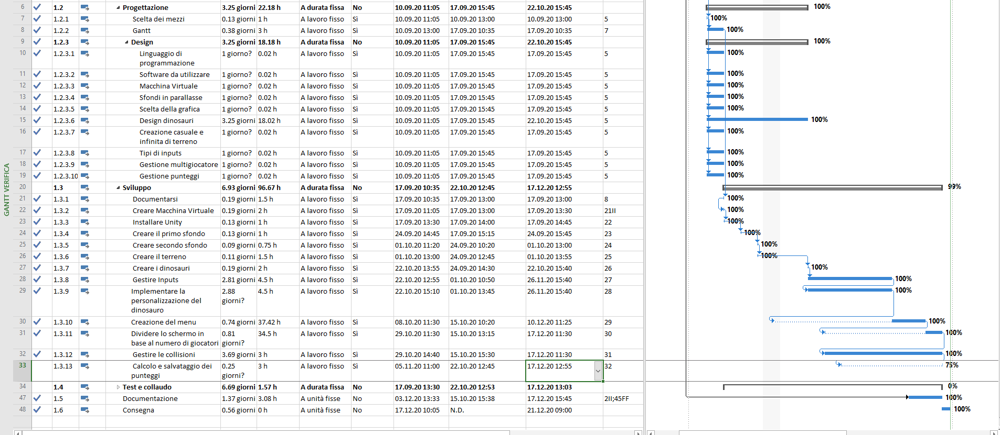 GANTT VERIFICA
6 1.2 Progettazione 3.25 giorni 22.18 h A durata fissa No 10.09.20 11:05 17.09.20 15:45 22.10.20 15:45 100%
7 1.2.1 Scelta dei mezzi 0.13 giorni 1 h A lavoro fisso Sì 10.09.20 11:05 10.09.20 13:00 10.09.20 13:00 5 100%
8 1.2.2 Gantt 0.38 giorni 3 h A lavoro fisso Sì 10.09.20 13:00 17.09.20 10:35 17.09.20 10:35 7 100%
9 1.2.3 Design 3.25 giorni 18.18 h A durata fissa No 10.09.20 11:05 17.09.20 15:45 22.10.20 15:45 100%
10 1.2.3.1 Linguaggio di 1 giorno? 0.02 h A lavoro fisso Sì 10.09.20 11:05 17.09.20 15:45 17.09.20 15:45 5 100%
programmazione
11 1.2.3.2 Software da utilizzare 1 giorno? 0.02 h A lavoro fisso Sì 10.09.20 11:05 17.09.20 15:45 17.09.20 15:45 5 100%
12 1.2.3.3 Macchina Virtuale 1 giorno? 0.02 h A lavoro fisso Sì 10.09.20 11:05 17.09.20 15:45 17.09.20 15:45 5 100%
13 1.2.3.4 Sfondi in parallasse 1 giorno? 0.02 h A lavoro fisso Sì 10.09.20 11:05 17.09.20 15:45 17.09.20 15:45 5 100%
14 1.2.3.5 Scelta della grafica 1 giorno? 0.02 h A lavoro fisso Sì 10.09.20 11:05 17.09.20 15:45 17.09.20 15:45 5 100%
15 1.2.3.6 Design dinosauri 3.25 giorni 18.02 h A lavoro fisso Sì 10.09.20 11:05 17.09.20 15:45 22.10.20 15:45 5 100%
16 1.2.3.7 Creazione casuale e 1 giorno? 0.02 h A lavoro fisso Sì 10.09.20 11:05 17.09.20 15:45 17.09.20 15:45 5 100%
infinita di terreno
17 1.2.3.8 Tipi di inputs 1 giorno? 0.02 h A lavoro fisso Sì 10.09.20 11:05 17.09.20 15:45 17.09.20 15:45 5 100%
18 1.2.3.9 Gestione multigiocatore 1 giorno? 0.02 h A lavoro fisso Sì 10.09.20 11:05 17.09.20 15:45 17.09.20 15:45 5 100%
19 1.2.3.10 Gestione punteggi 1 giorno? 0.02 h A lavoro fisso Sì 10.09.20 11:05 17.09.20 15:45 17.09.20 15:45 5 100%
20 1.3 Sviluppo 6.93 giorni 96.67 h A durata fissa No 17.09.20 10:35 22.10.20 12:45 17.12.20 12:55 99%
21 1.3.1 Documentarsi 0.19 giorni 1.5 h A lavoro fisso Sì 17.09.20 10:35 17.09.20 13:00 17.09.20 13:00 8 100%
22 1.3.2 Creare Macchina Virtuale 0.19 giorni 2 h A lavoro fisso Sì 17.09.20 11:05 17.09.20 13:00 17.09.20 13:30 21II 100%
23 1.3.3 Installare Unity 0.13 giorni 1 h A lavoro fisso Sì 17.09.20 13:30 17.09.20 14:00 17.09.20 14:45 22 100%
24 1.3.4 Creare il primo sfondo 0.13 giorni 1 h A lavoro fisso Sì 24.09.20 14:45 17.09.20 15:15 24.09.20 15:45 23 100%
25 1.3.5 Creare secondo sfondo 0.09 giorni 0.75 h A lavoro fisso Sì 01.10.20 11:20 24.09.20 10:20 01.10.20 13:00 24 100%
26 1.3.6 Creare il terreno 0.11 giorni 1.5 h A lavoro fisso Sì 01.10.20 13:00 24.09.20 12:45 01.10.20 13:55 25 100%
27 1.3.7 Creare i dinosauri 0.19 giorni 2 h A lavoro fisso Sì 22.10.20 13:55 24.09.20 14:30 22.10.20 15:40 26 100%
28 1.3.8 Gestire Inputs 2.81 giorni 4.5 h A lavoro fisso Sì 22.10.20 12:55 01.10.20 10:50 26.11.20 15:40 27 100%
29 1.3.9 Implementare la 2.88 4.5 h A lavoro fisso Sì 22.10.20 15:10 01.10.20 13:45 26.11.20 15:40 28 100%
personalizzazione del giorni?
dinosauro
30 1.3.10 Creazione del menu 0.74 giorni 37.42 h A lavoro fisso Sì 08.10.20 11:30 15.10.20 10:20 10.12.20 11:25 29 100%
31 1.3.11 Dividere lo schermo in 0.81 34.5 h A lavoro fisso Sì 29.10.20 11:30 15.10.20 13:15 17.12.20 11:30 30 100%
base al numero di giocatori giorni?
32 1.3.12 Gestire le collisioni 3.69 giorni 3 h A lavoro fisso Sì 29.10.20 14:40 15.10.20 15:30 17.12.20 11:30 31 100%
33 1.3.13 Calcolo e salvataggio dei 0.25 3 h A lavoro fisso Sì 05.11.20 11:00 22.10.20 12:45 17.12.20 12:55 32 75%
punteggi giorni?
34 1.4 Test e collaudo 6.69 giorni 1.57 h A durata fissa No 17.09.20 13:30 22.10.20 12:53 17.12.20 13:03 0%
47 1.5 Documentazione 1.37 giorni 3.08 h A unità fisse No 03.12.20 13:33 15.10.20 15:38 17.12.20 15:45 2II;45FF 100%
48 1.6 Consegna 0.56 giorni 0 h A unità fisse No 17.12.20 10:05 N.D. 21.12.20 09:00 100%